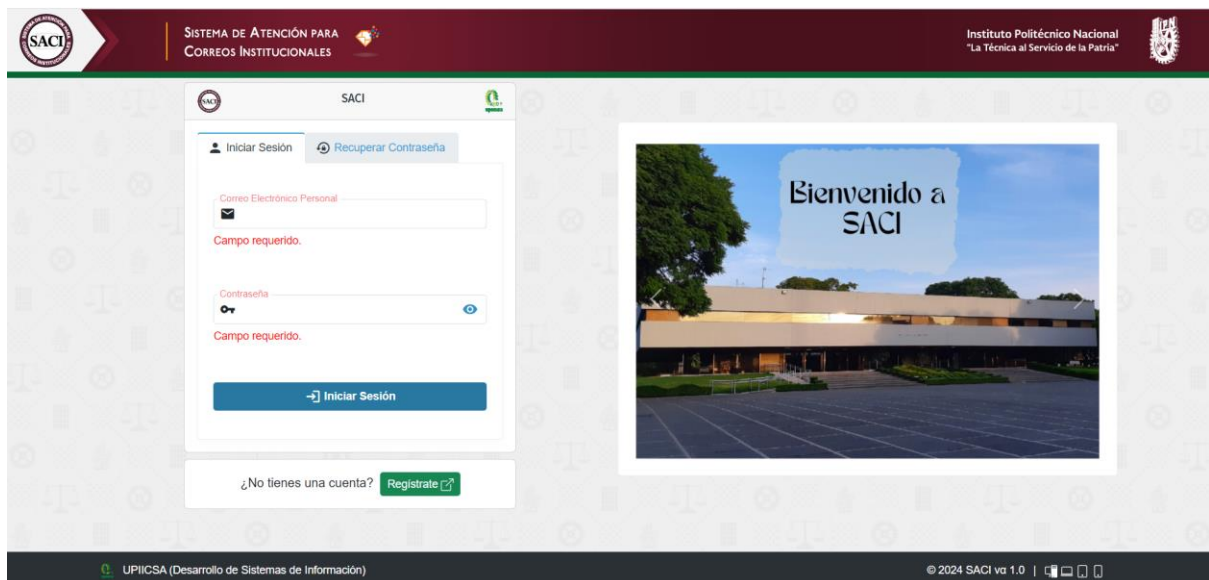 SACI
SISTEMA DE ATENCIÓN PARA
CORREOS INSTITUCIONALES
Instituto Politécnico Nacional
"La Técnica al Servicio de la Patria"
SACI
SACI
Iniciar Sesión
Recuperar Contraseña
Correo Electrónico Personal
Campo requerido.
Contraseña
Campo requerido.
Iniciar Sesión
¿No tienes una cuenta?
Regístrate
Bienvenido a
SACI
UPIICSA (Desarrollo de Sistemas de Información)
© 2024 SACI vα 1.0 |